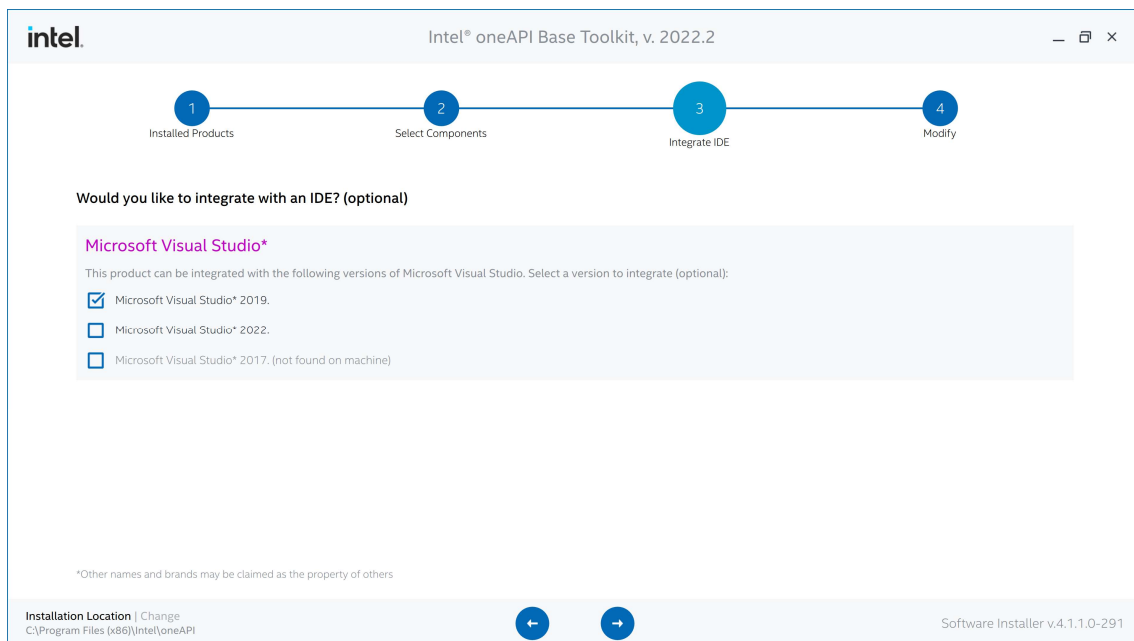 intel.
Intel® oneAPI Base Toolkit, v. 2022.2
1
2
3
4
Installed Products
Select Components
Integrate IDE
Modify
Would you like to integrate with an IDE? (optional)
Microsoft Visual Studio*
This product can be integrated with the following versions of Microsoft Visual Studio. Select a version to integrate (optional):
Microsoft Visual Studio* 2019.
Microsoft Visual Studio* 2022.
Microsoft Visual Studio* 2017. (not found on machine)
*Other names and brands may be claimed as the property of others
Installation Location | Change
C:\Program Files (x86)\Intel\oneAPI
Software Installer v.4.1.1.0-291